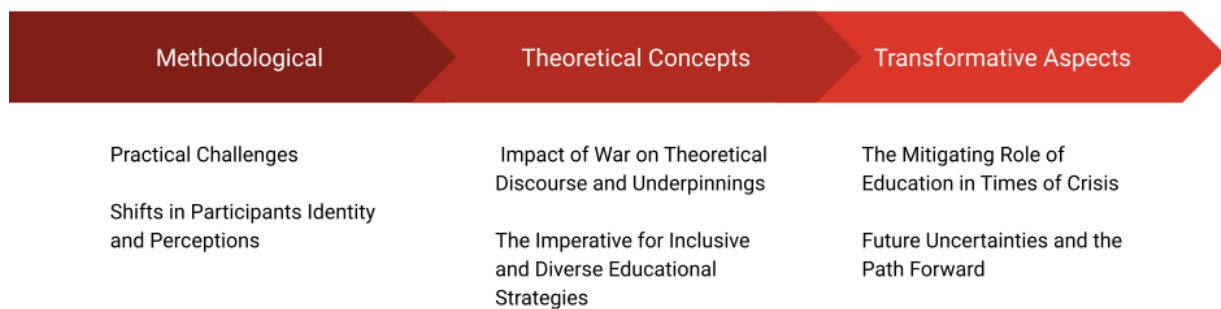 Methodological
Theoretical Concepts
Transformative Aspects
Practical Challenges
Shifts in Participants Identity
and Perceptions
Impact of War on Theoretical
Discourse and Underpinnings
The Imperative for Inclusive
and Diverse Educational
Strategies
The Mitigating Role of
Education in Times of Crisis
Future Uncertainties and the
Path Forward